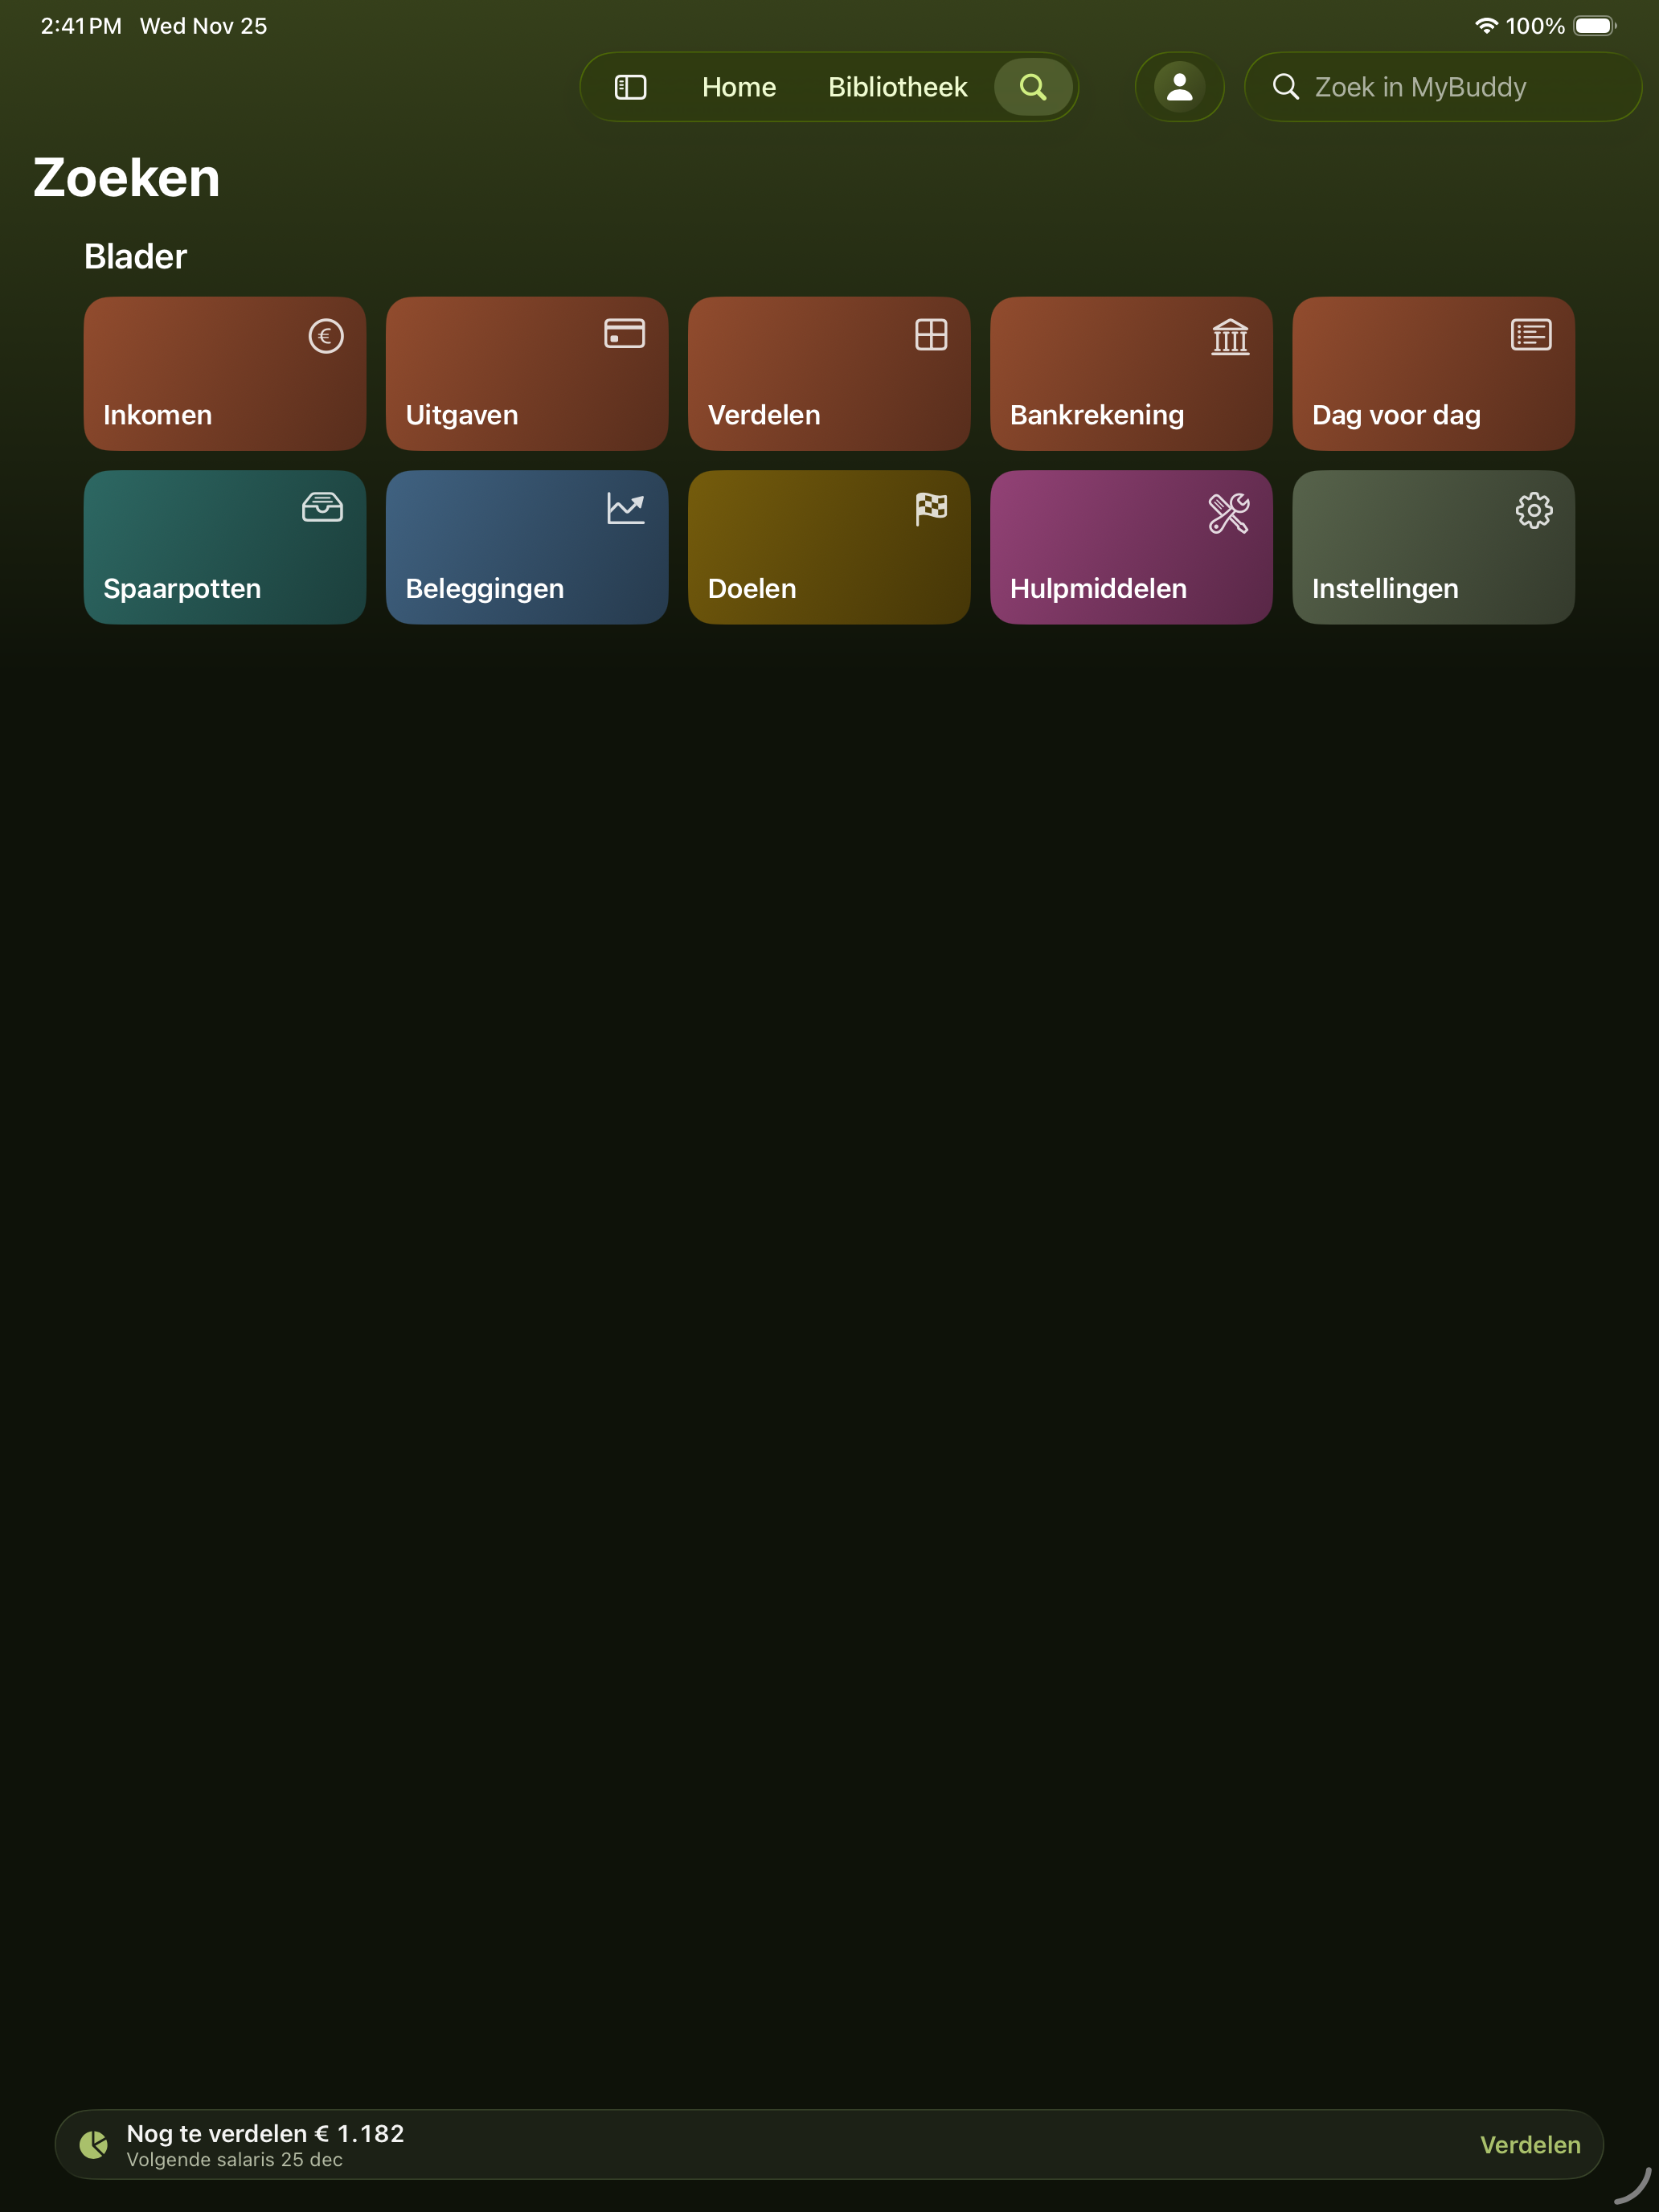 2:41 PM Wed Nov 25
100%
Home Bibliotheek
Zoek in MyBuddy
Zoeken
Blader
Inkomen
Uitgaven
Verdelen
Bankrekening
Dag voor dag
Spaarpotten
Beleggingen
Doelen
Hulpmiddelen
Instellingen
Nog te verdelen € 1.182
Volgende salaris 25 dec
Verdelen